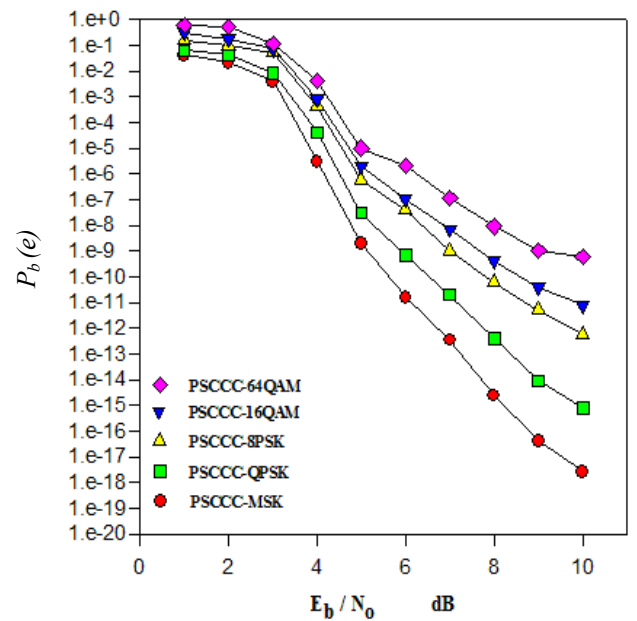 1.e+0
1.e-1
1.e-2
1.e-3
1.e-4
1.e-5
1.e-6
1.e-7
1.e-8
1.e-9
1.e-10
1.e-11
1.e-12
1.e-13
1.e-14
1.e-15
1.e-16
1.e-17
1.e-18
1.e-19
1.e-20
P_b (e)
PSCCC-64QAM
PSCCC-16QAM
PSCCC-8PSK
PSCCC-QPSK
PSCCC-MSK
0 2 4 6 8 10
E_b / N_o dB